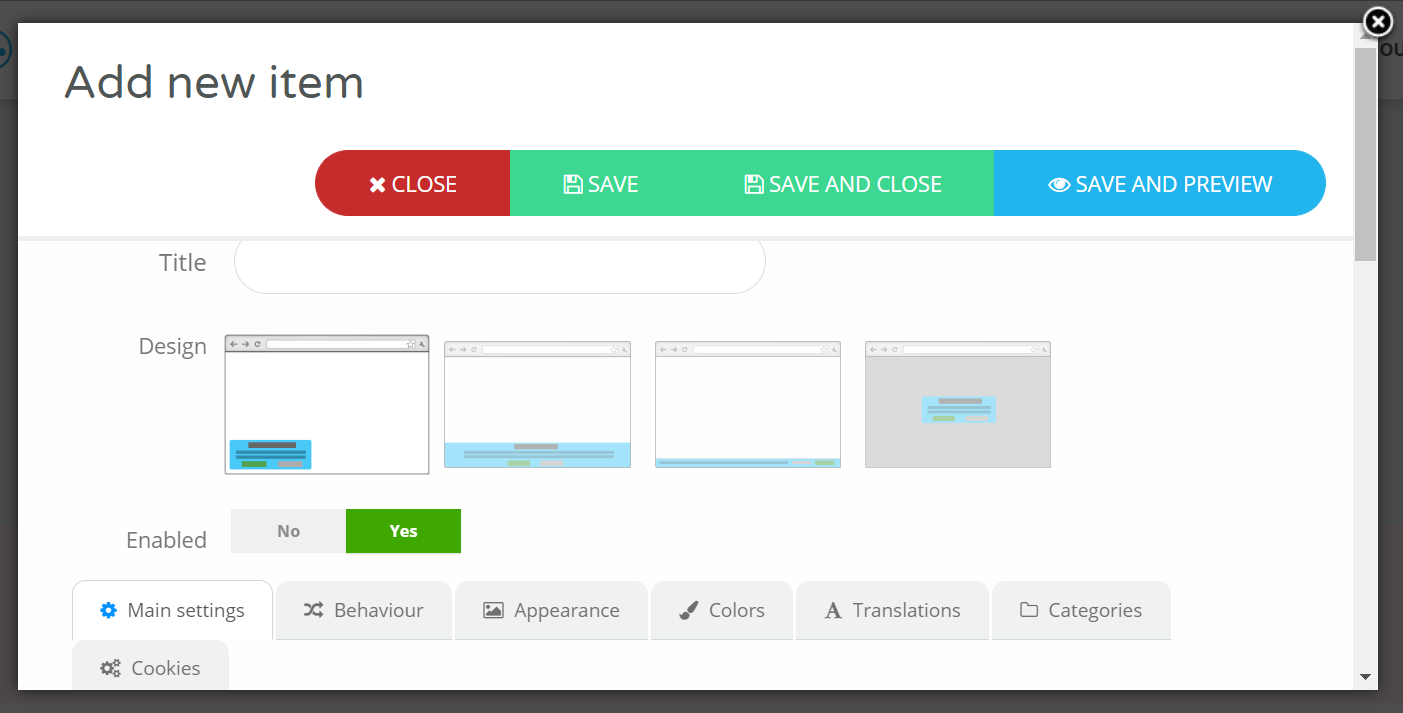 Add new item
CLOSE SAVE SAVE AND CLOSE SAVE AND PREVIEW
Title
Design
Enabled No Yes
Main settings Behaviour Appearance Colors Translations Categories
Cookies